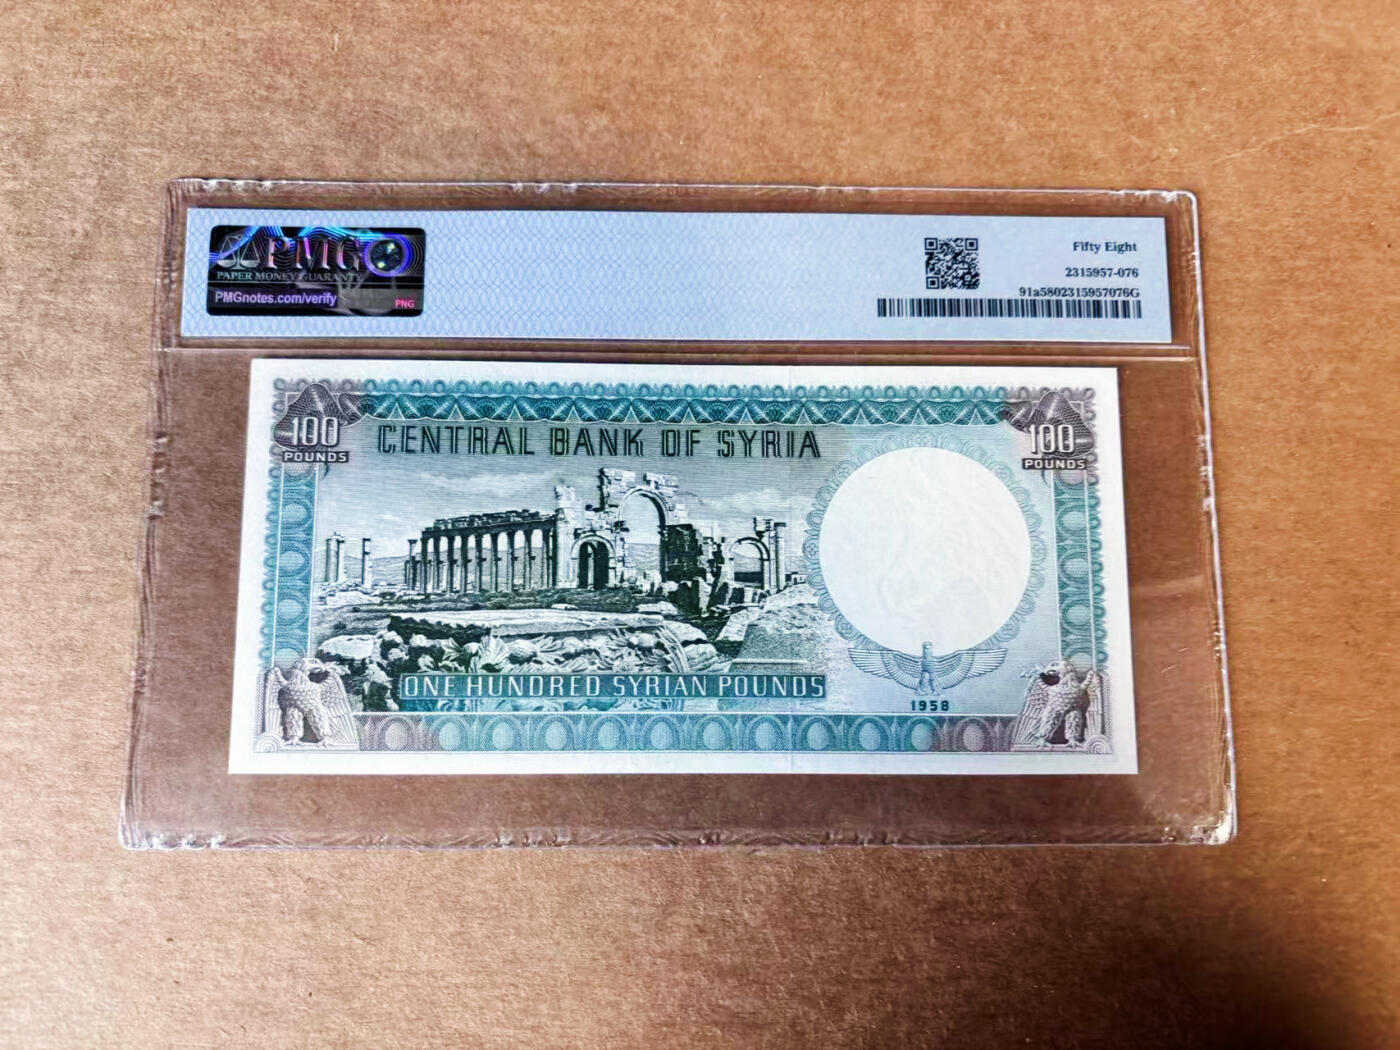 PMG
PAPER MONEY GUARANTY
PMGnotes.com/verify
PNG
Fifty Eight
2315957-076
91a5802315957076G
100
POUNDS
CENTRAL BANK OF SYRIA
100
POUNDS
ONE HUNDRED SYRIAN POUNDS
1958